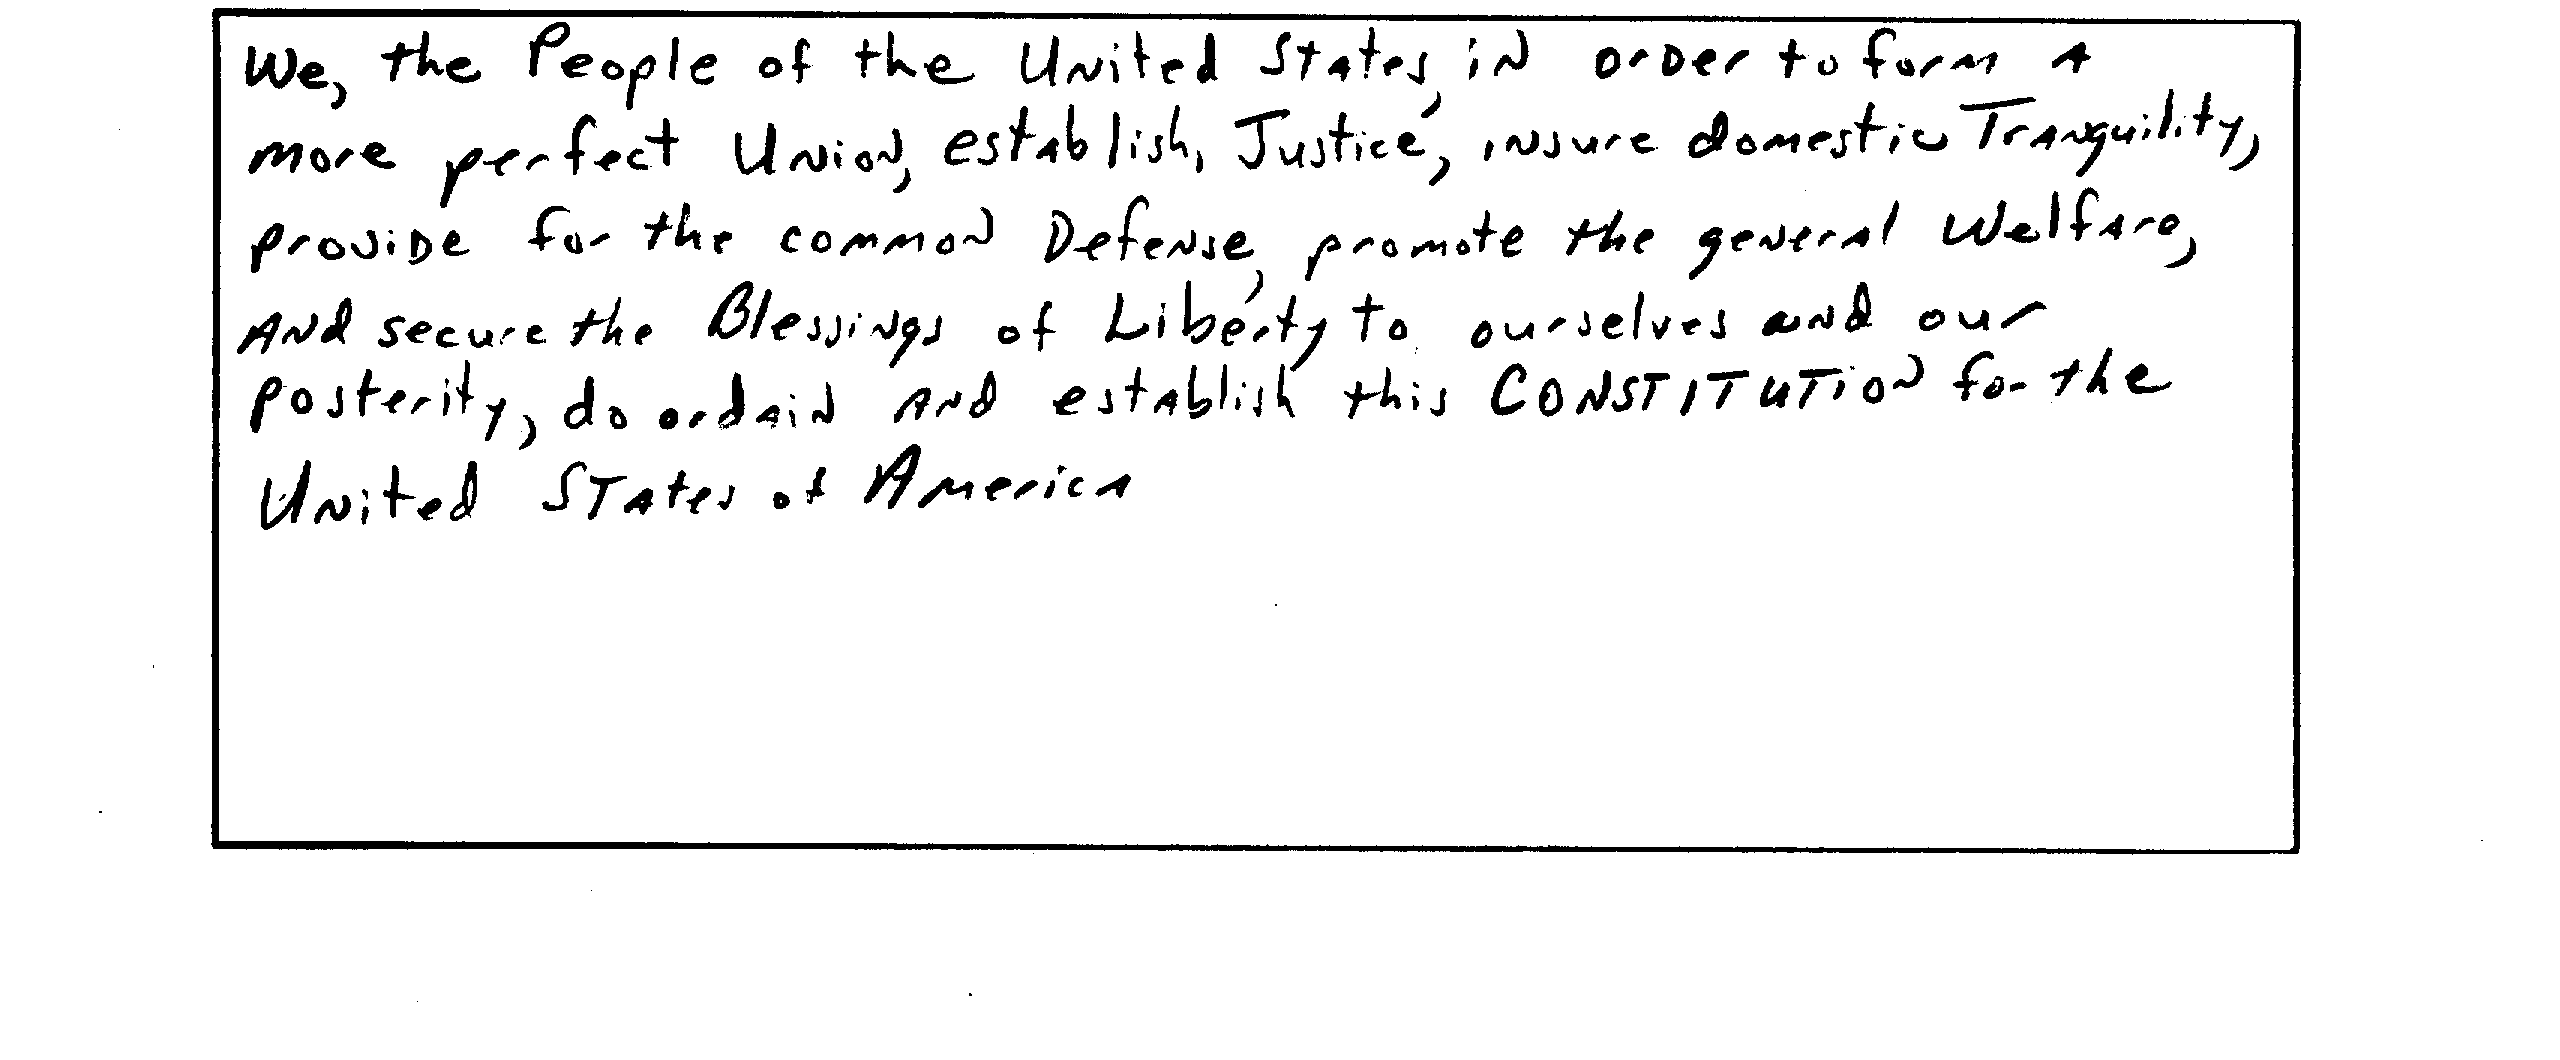 We, the People of the United States, in order to form a
more perfect Union, establish, Justice, insure domestic Tranquility,
provide for the common Defense, promote the general Welfare,
and secure the Blessings of Liberty to ourselves and our
posterity, do ordain and establish this CONSTITUTION for the
United States of America